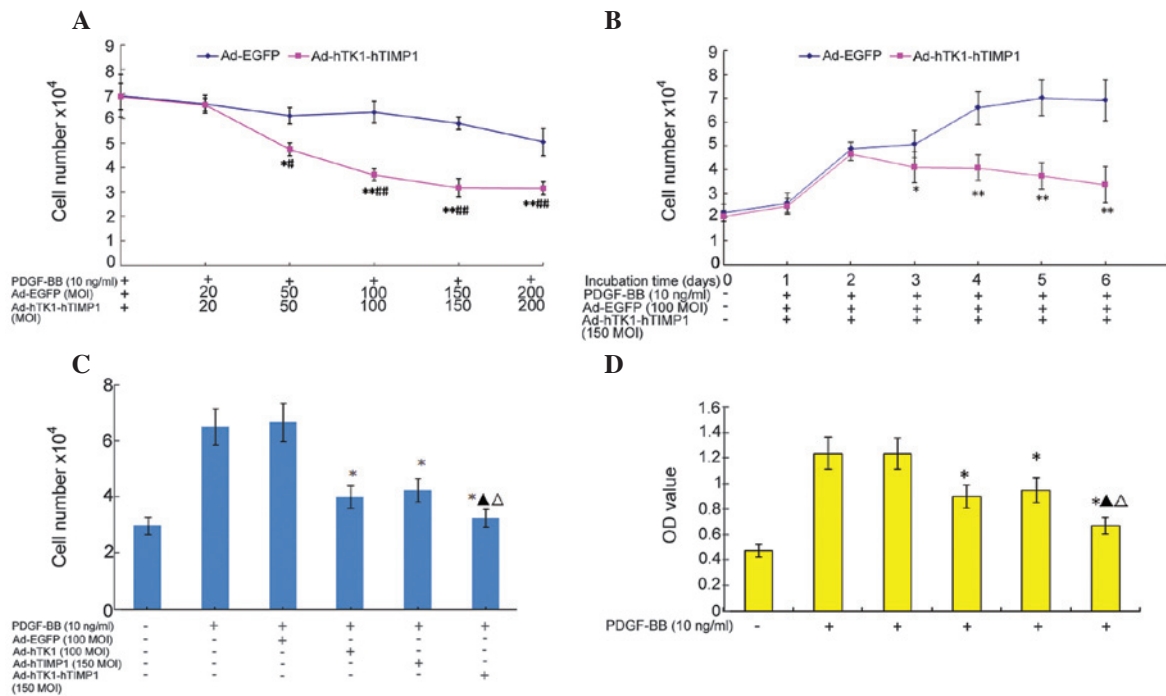 A
Ad-EGFP Ad-hTK1-hTIMP1
Cell number x10⁴
9
8
7
6
5
4
3
2
1
0
*#
**##
**##
**##
PDGF-BB (10 ng/ml) + + + + + +
Ad-EGFP (MOI) + 20 50 100 150 200
Ad-hTK1-hTIMP1 + 20 50 100 150 200
(MOI)
B
Ad-EGFP Ad-hTK1-hTIMP1
Cell number x10⁴
9
8
7
6
5
4
3
2
1
0
*
**
**
**
Incubation time (days) 0 1 2 3 4 5 6
PDGF-BB (10 ng/ml) - + + + + + +
Ad-EGFP (100 MOI) - + + + + + +
Ad-hTK1-hTIMP1 - + + + + + +
(150 MOI)
C
Cell number x10⁴
8
6
4
2
0
*
*
*▲△
PDGF-BB (10 ng/ml) - + + + + +
Ad-EGFP (100 MOI) - - + - - -
Ad-hTK1 (100 MOI) - - - + - -
Ad-hTIMP1 (150 MOI) - - - - + -
Ad-hTK1-hTIMP1 - - - - - +
(150 MOI)
D
OD value
1.6
1.4
1.2
1.0
0.8
0.6
0.4
0.2
0
*
*
*▲△
PDGF-BB (10 ng/ml) - + + + + +